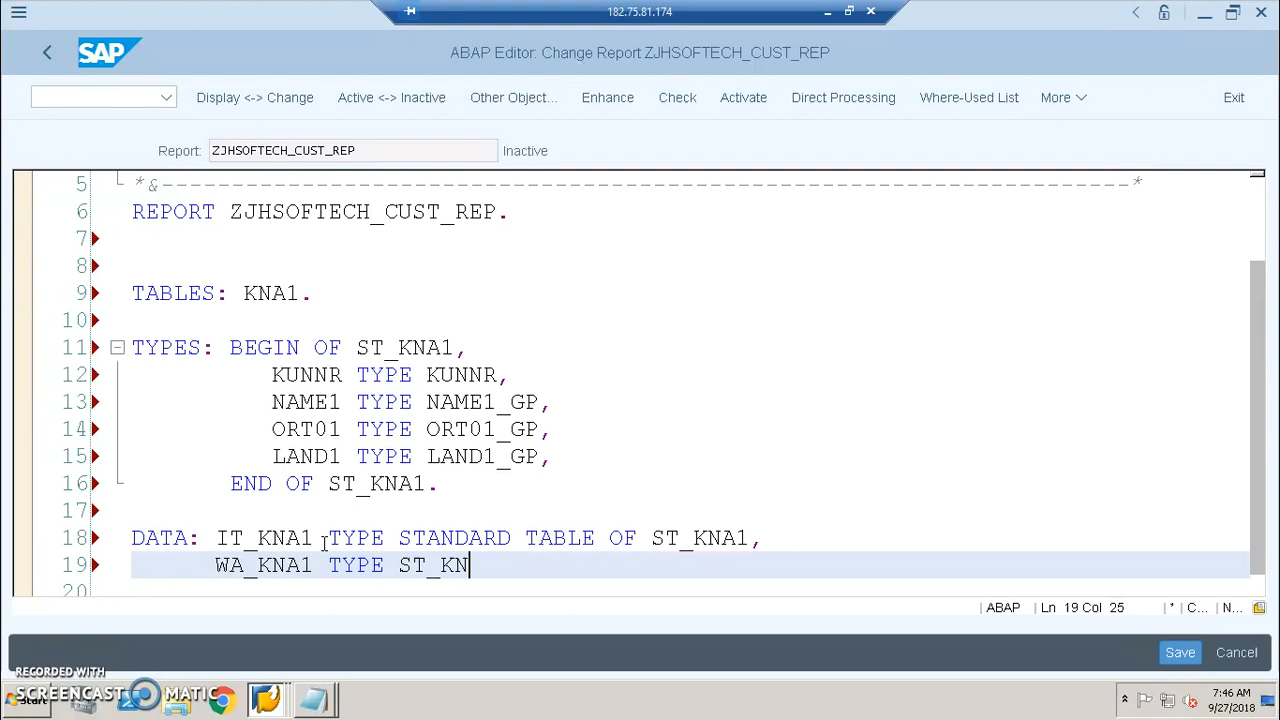 182.75.81.174
SAP
ABAP Editor: Change Report ZJHSOFTECH_CUST_REP
Display <-> Change Active <-> Inactive Other Object... Enhance Check Activate Direct Processing Where-Used List More Exit
Report: ZJHSOFTECH_CUST_REP Inactive
5 *&---------------------------------------------------------------------*
6 REPORT ZJHSOFTECH_CUST_REP.
7
8
9 TABLES: KNA1.
10
11 TYPES: BEGIN OF ST_KNA1,
12 KUNNR TYPE KUNNR,
13 NAME1 TYPE NAME1_GP,
14 ORT01 TYPE ORT01_GP,
15 LAND1 TYPE LAND1_GP,
16 END OF ST_KNA1.
17
18 DATA: IT_KNA1 TYPE STANDARD TABLE OF ST_KNA1,
19 WA_KNA1 TYPE ST_KN
20
ABAP Ln 19 Col 25 * C... N...
Save Cancel
RECORDED WITH
SCREENCAST MATIC
Start
7:46 AM
9/27/2018